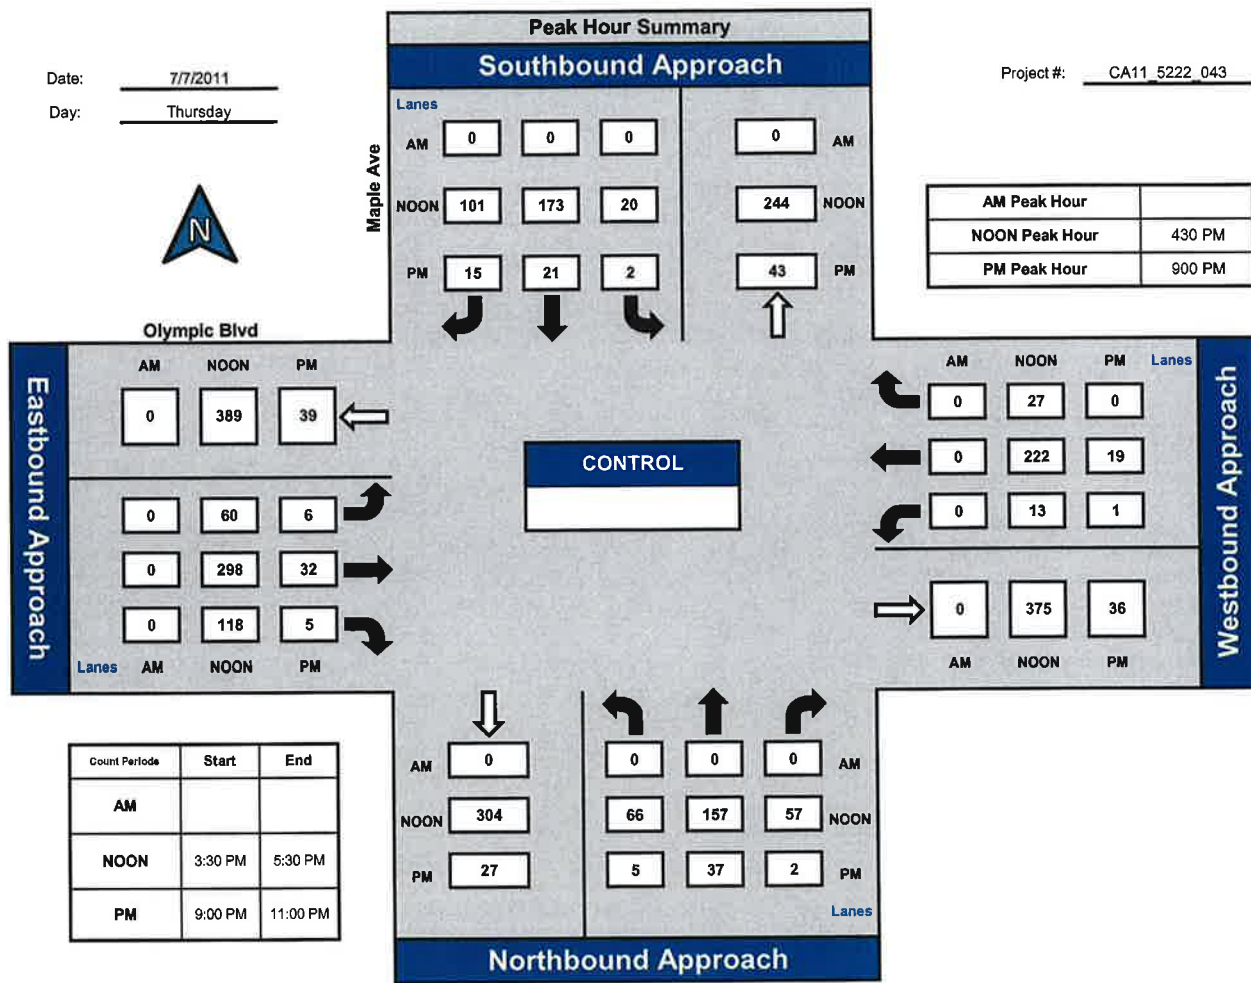 Peak Hour Summary
Southbound Approach
Date: 7/7/2011
Day: Thursday
Project #: CA11_5222_043
N
Maple Ave
Lanes
AM 0 0 0 0 AM
NOON 101 173 20 244 NOON
PM 15 21 2 43 PM
AM Peak Hour
NOON Peak Hour 430 PM
PM Peak Hour 900 PM
Olympic Blvd
Eastbound Approach
AM NOON PM
0 389 39
0 60 6
0 298 32
0 118 5
Lanes AM NOON PM
CONTROL
AM NOON PM Lanes
0 27 0
0 222 19
0 13 1
0 375 36
AM NOON PM
Westbound Approach
Count Periods Start End
AM
NOON 3:30 PM 5:30 PM
PM 9:00 PM 11:00 PM
AM 0 0 0 0 AM
NOON 304 66 157 57 NOON
PM 27 5 37 2 PM
Lanes
Northbound Approach